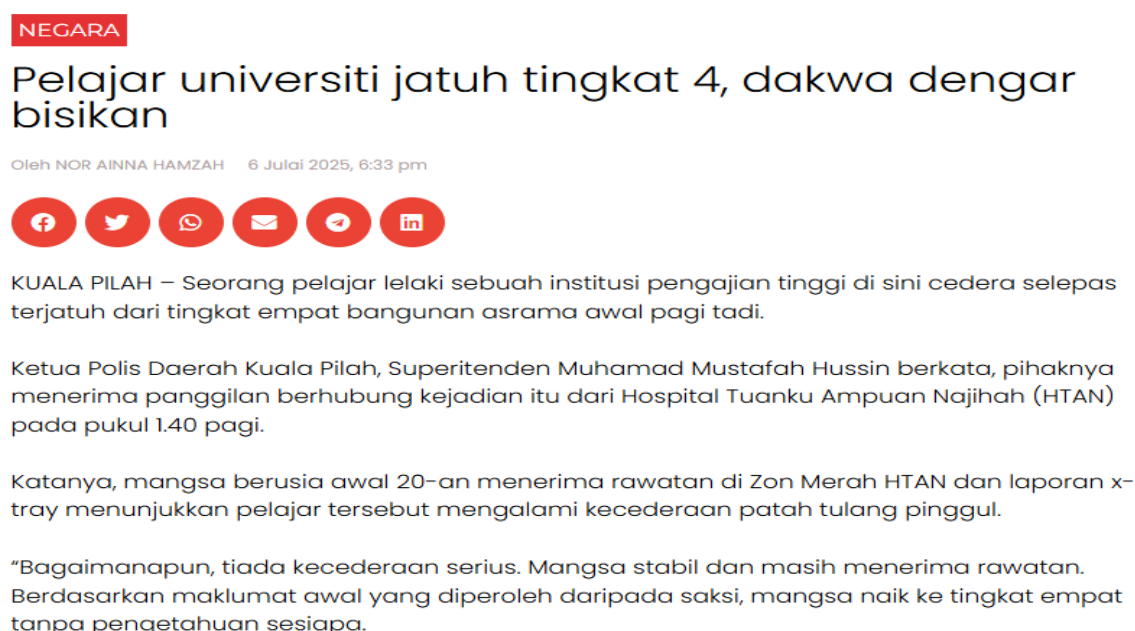 NEGARA
Pelajar universiti jatuh tingkat 4, dakwa dengar
bisikan
Oleh NOR AINNA HAMZAH 6 Julai 2025, 6:33 pm
KUALA PILAH – Seorang pelajar lelaki sebuah institusi pengajian tinggi di sini cedera selepas
terjatuh dari tingkat empat bangunan asrama awal pagi tadi.
Ketua Polis Daerah Kuala Pilah, Superitenden Muhamad Mustafah Hussin berkata, pihaknya
menerima panggilan berhubung kejadian itu dari Hospital Tuanku Ampuan Najihah (HTAN)
pada pukul 1.40 pagi.
Katanya, mangsa berusia awal 20-an menerima rawatan di Zon Merah HTAN dan laporan x-
tray menunjukkan pelajar tersebut mengalami kecederaan patah tulang pinggul.
“Bagaimanapun, tiada kecederaan serius. Mangsa stabil dan masih menerima rawatan.
Berdasarkan maklumat awal yang diperoleh daripada saksi, mangsa naik ke tingkat empat
tanpa pengetahuan sesiapa.